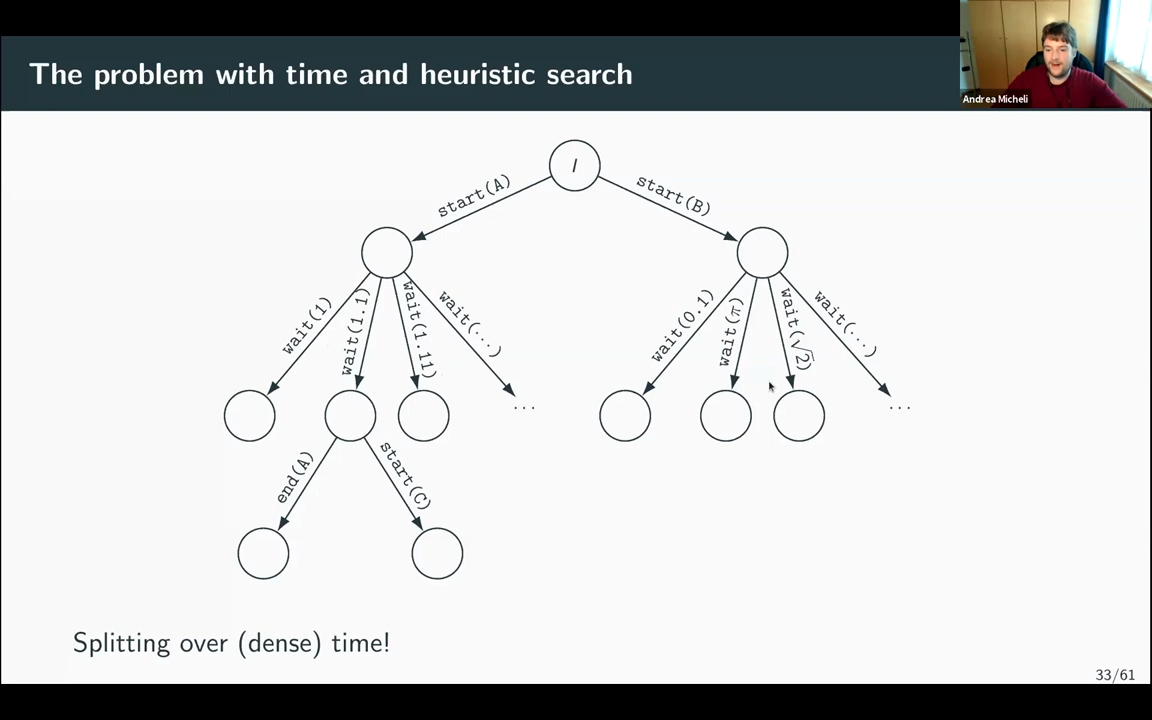 The problem with time and heuristic search
Andrea Micheli
I
start(A)
start(B)
wait(1)
wait(1.1)
wait(1.11)
wait(...)
wait(0.1)
wait(π)
wait(√2)
wait(...)
...
...
end(A)
start(C)
Splitting over (dense) time!
33/61